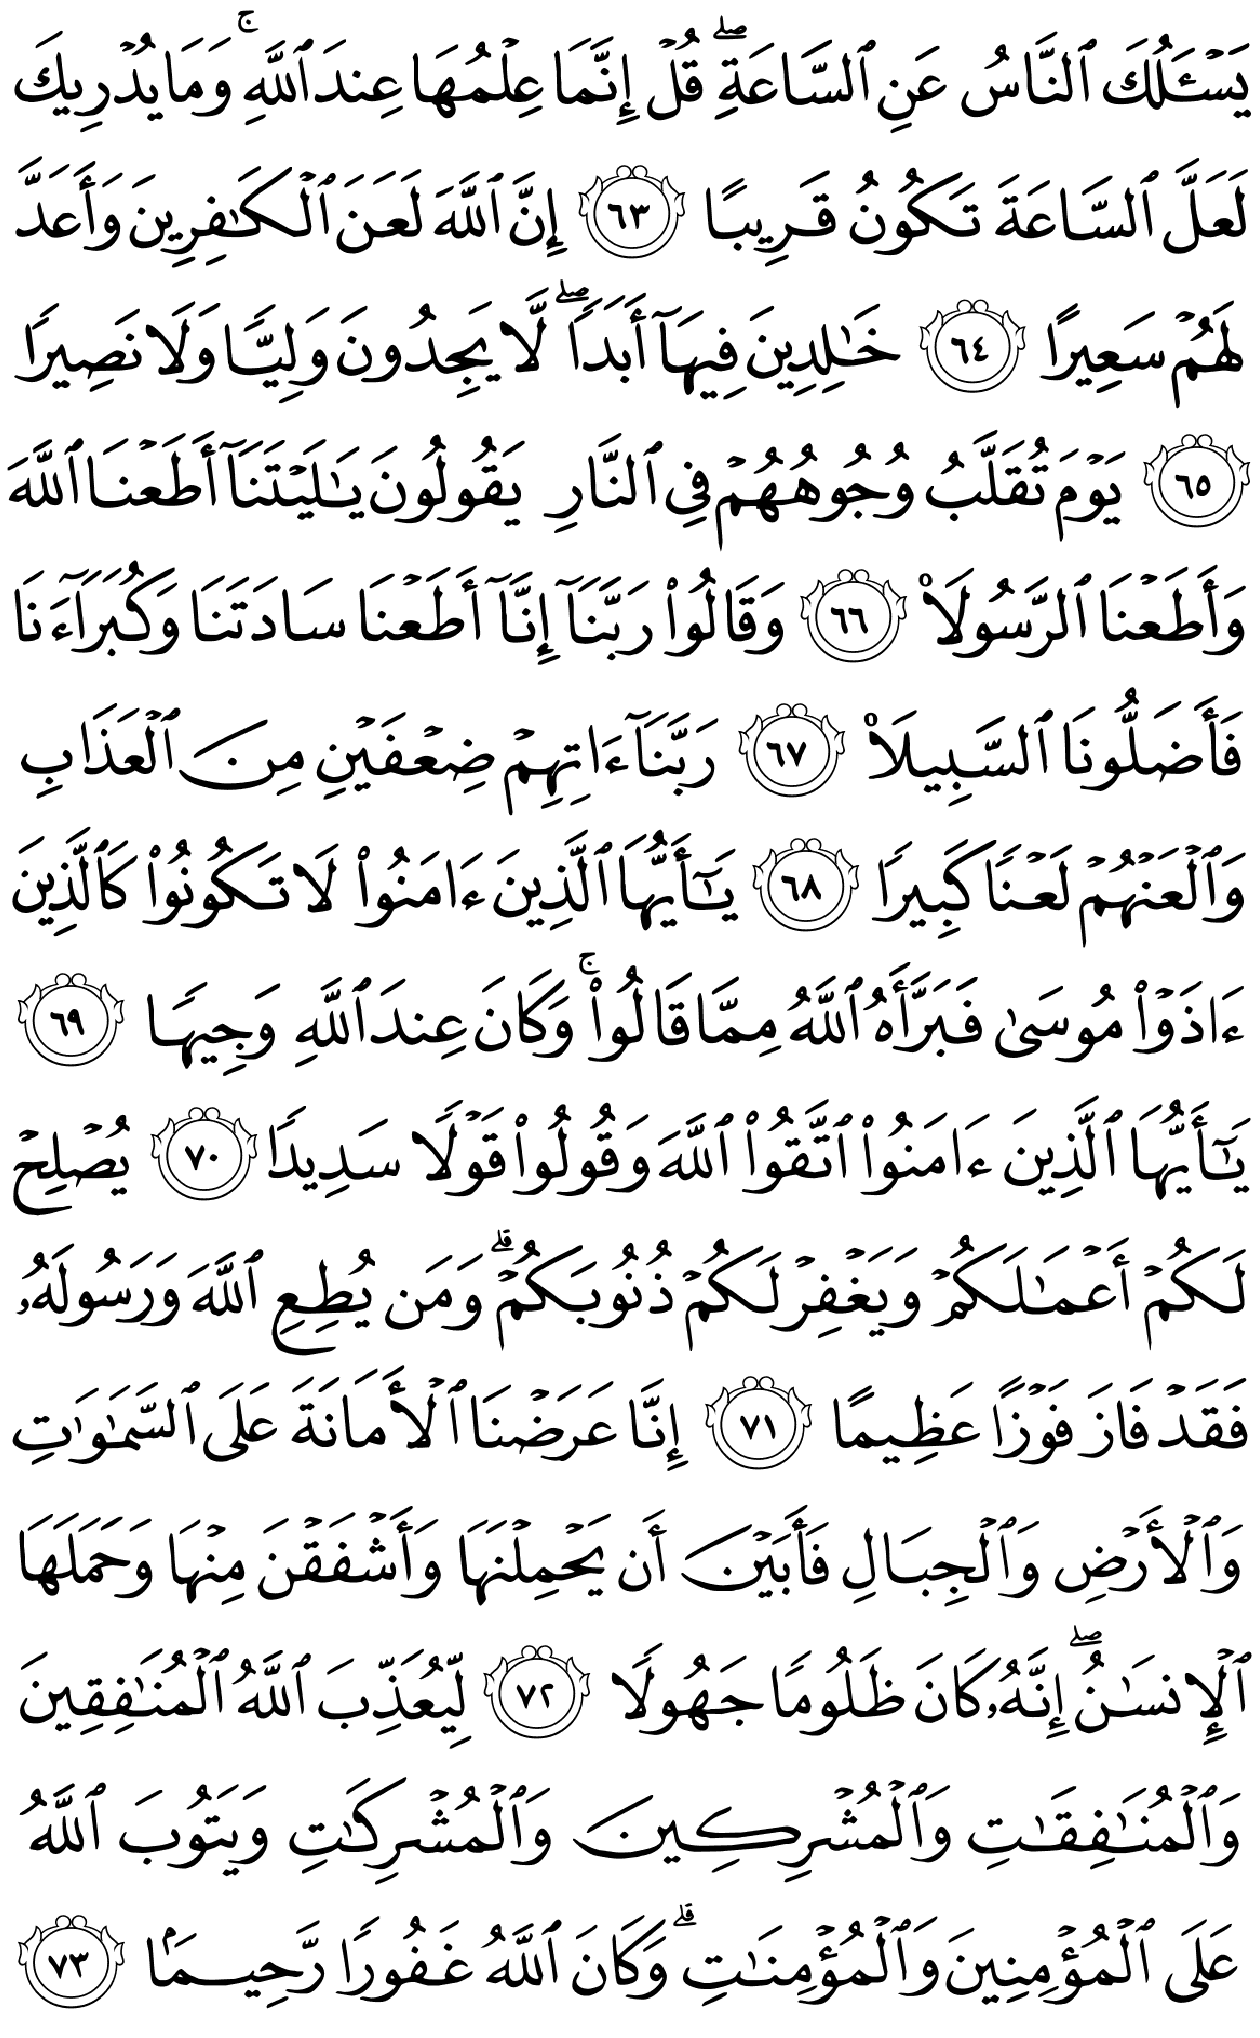 يَسْـَٔلُكَ ٱلنَّاسُ عَنِ ٱلسَّاعَةِۖ قُلْ إِنَّمَا عِلْمُهَا عِندَ ٱللَّهِۚ وَمَا يُدْرِيكَ
لَعَلَّ ٱلسَّاعَةَ تَكُونُ قَرِيبًا ٦٣ إِنَّ ٱللَّهَ لَعَنَ ٱلْكَـٰفِرِينَ وَأَعَدَّ
لَهُمْ سَعِيرًا ٦٤ خَـٰلِدِينَ فِيهَآ أَبَدًاۖ لَّا يَجِدُونَ وَلِيًّا وَلَا نَصِيرًا
٦٥ يَوْمَ تُقَلَّبُ وُجُوهُهُمْ فِى ٱلنَّارِ يَقُولُونَ يَـٰلَيْتَنَآ أَطَعْنَا ٱللَّهَ
وَأَطَعْنَا ٱلرَّسُولَا۠ ٦٦ وَقَالُوا۟ رَبَّنَآ إِنَّآ أَطَعْنَا سَادَتَنَا وَكُبَرَآءَنَا
فَأَضَلُّونَا ٱلسَّبِيلَا۠ ٦٧ رَبَّنَآ ءَاتِهِمْ ضِعْفَيْنِ مِنَ ٱلْعَذَابِ
وَٱلْعَنْهُمْ لَعْنًا كَبِيرًا ٦٨ يَـٰٓأَيُّهَا ٱلَّذِينَ ءَامَنُوا۟ لَا تَكُونُوا۟ كَٱلَّذِينَ
ءَاذَوْا۟ مُوسَىٰ فَبَرَّأَهُ ٱللَّهُ مِمَّا قَالُوا۟ۚ وَكَانَ عِندَ ٱللَّهِ وَجِيهًا ٦٩
يَـٰٓأَيُّهَا ٱلَّذِينَ ءَامَنُوا۟ ٱتَّقُوا۟ ٱللَّهَ وَقُولُوا۟ قَوْلًا سَدِيدًا ٧٠ يُصْلِحْ
لَكُمْ أَعْمَـٰلَكُمْ وَيَغْفِرْ لَكُمْ ذُنُوبَكُمْۗ وَمَن يُطِعِ ٱللَّهَ وَرَسُولَهُۥ
فَقَدْ فَازَ فَوْزًا عَظِيمًا ٧١ إِنَّا عَرَضْنَا ٱلْأَمَانَةَ عَلَى ٱلسَّمَـٰوَٰتِ
وَٱلْأَرْضِ وَٱلْجِبَالِ فَأَبَيْنَ أَن يَحْمِلْنَهَا وَأَشْفَقْنَ مِنْهَا وَحَمَلَهَا
ٱلْإِنسَـٰنُۖ إِنَّهُۥ كَانَ ظَلُومًا جَهُولًا ٧٢ لِّيُعَذِّبَ ٱللَّهُ ٱلْمُنَـٰفِقِينَ
وَٱلْمُنَـٰفِقَـٰتِ وَٱلْمُشْرِكِينَ وَٱلْمُشْرِكَـٰتِ وَيَتُوبَ ٱللَّهُ
عَلَى ٱلْمُؤْمِنِينَ وَٱلْمُؤْمِنَـٰتِۗ وَكَانَ ٱللَّهُ غَفُورًا رَّحِيمًۢا ٧٣